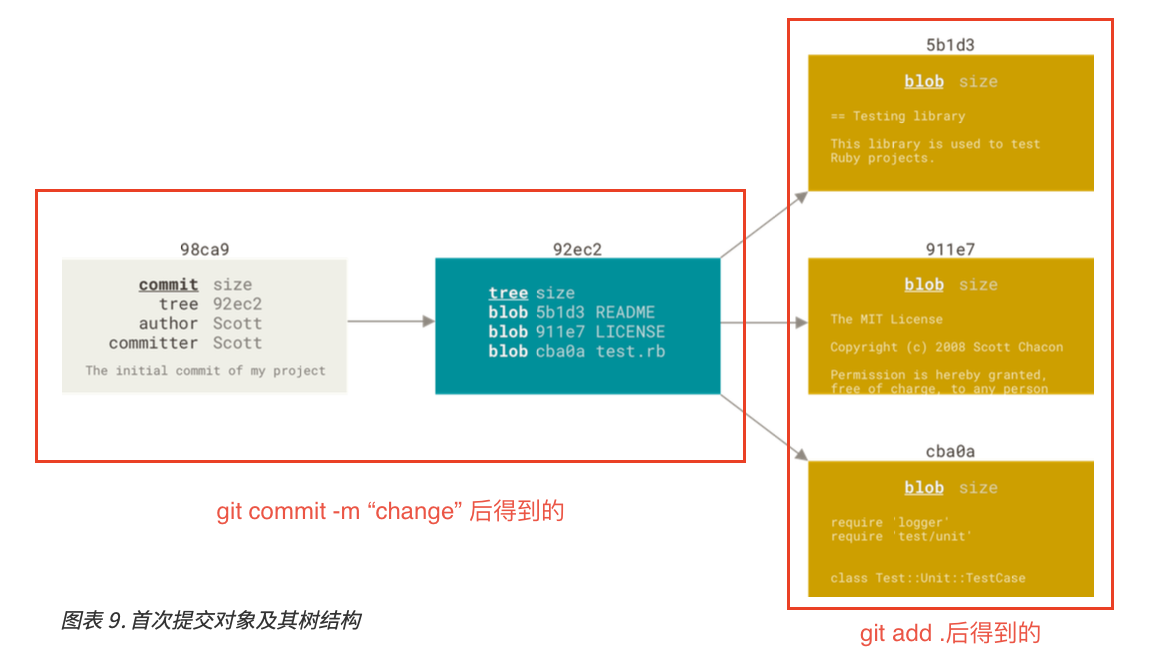 98ca9
commit size
tree 92ec2
author Scott
committer Scott
The initial commit of my project
92ec2
tree size
blob 5b1d3 README
blob 911e7 LICENSE
blob cba0a test.rb
5b1d3
blob size
== Testing library
This library is used to test
Ruby projects.
911e7
blob size
The MIT License
Copyright (c) 2008 Scott Chacon
Permission is hereby granted,
free of charge, to any person
cba0a
blob size
require 'logger'
require 'test/unit'
class Test::Unit::TestCase
git commit -m “change” 后得到的
git add .后得到的
图表 9. 首次提交对象及其树结构